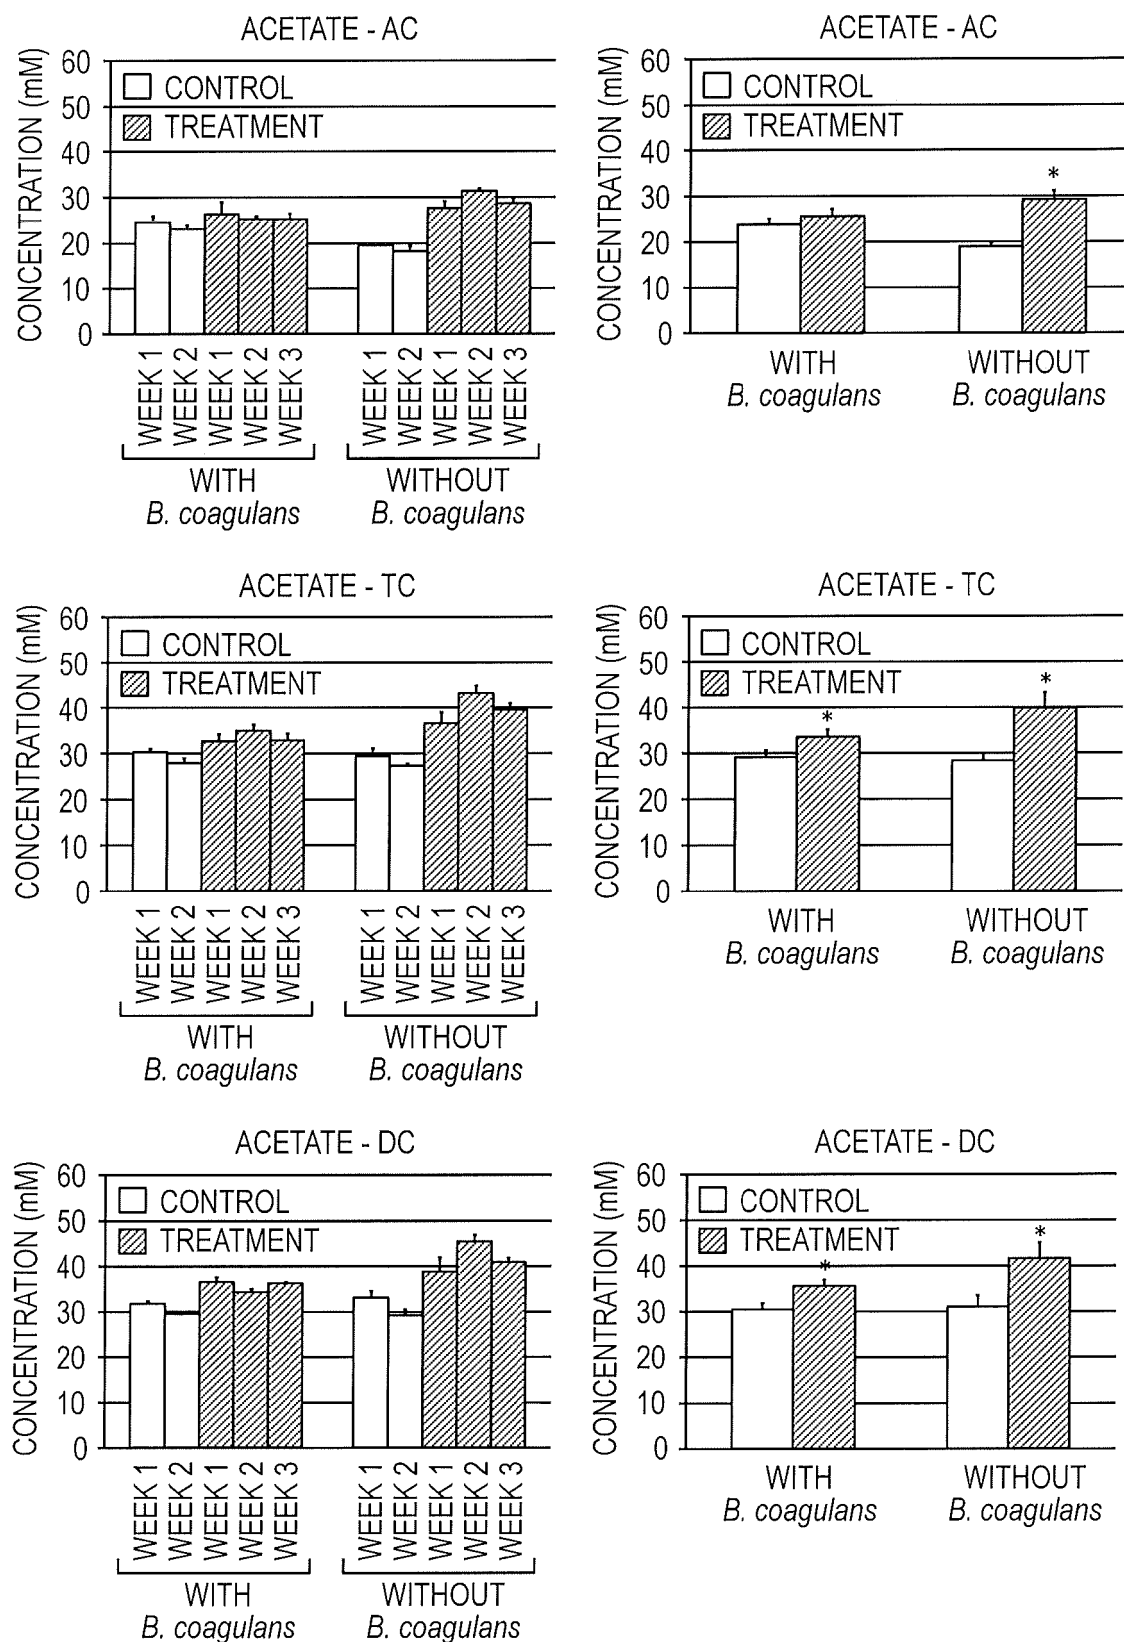 ACETATE - AC
CONCENTRATION (mM)
60
50
40
30
20
10
0
CONTROL
TREATMENT
WEEK 1
WEEK 2
WEEK 1
WEEK 2
WEEK 3
WITH
B. coagulans
WEEK 1
WEEK 2
WEEK 1
WEEK 2
WEEK 3
WITHOUT
B. coagulans
ACETATE - AC
CONCENTRATION (mM)
60
50
40
30
20
10
0
CONTROL
TREATMENT
*
WITH
B. coagulans
WITHOUT
B. coagulans
ACETATE - TC
CONCENTRATION (mM)
60
50
40
30
20
10
0
CONTROL
TREATMENT
WEEK 1
WEEK 2
WEEK 1
WEEK 2
WEEK 3
WITH
B. coagulans
WEEK 1
WEEK 2
WEEK 1
WEEK 2
WEEK 3
WITHOUT
B. coagulans
ACETATE - TC
CONCENTRATION (mM)
60
50
40
30
20
10
0
CONTROL
TREATMENT
*
*
WITH
B. coagulans
WITHOUT
B. coagulans
ACETATE - DC
CONCENTRATION (mM)
60
50
40
30
20
10
0
CONTROL
TREATMENT
WEEK 1
WEEK 2
WEEK 1
WEEK 2
WEEK 3
WITH
B. coagulans
WEEK 1
WEEK 2
WEEK 1
WEEK 2
WEEK 3
WITHOUT
B. coagulans
ACETATE - DC
CONCENTRATION (mM)
60
50
40
30
20
10
0
CONTROL
TREATMENT
*
*
WITH
B. coagulans
WITHOUT
B. coagulans